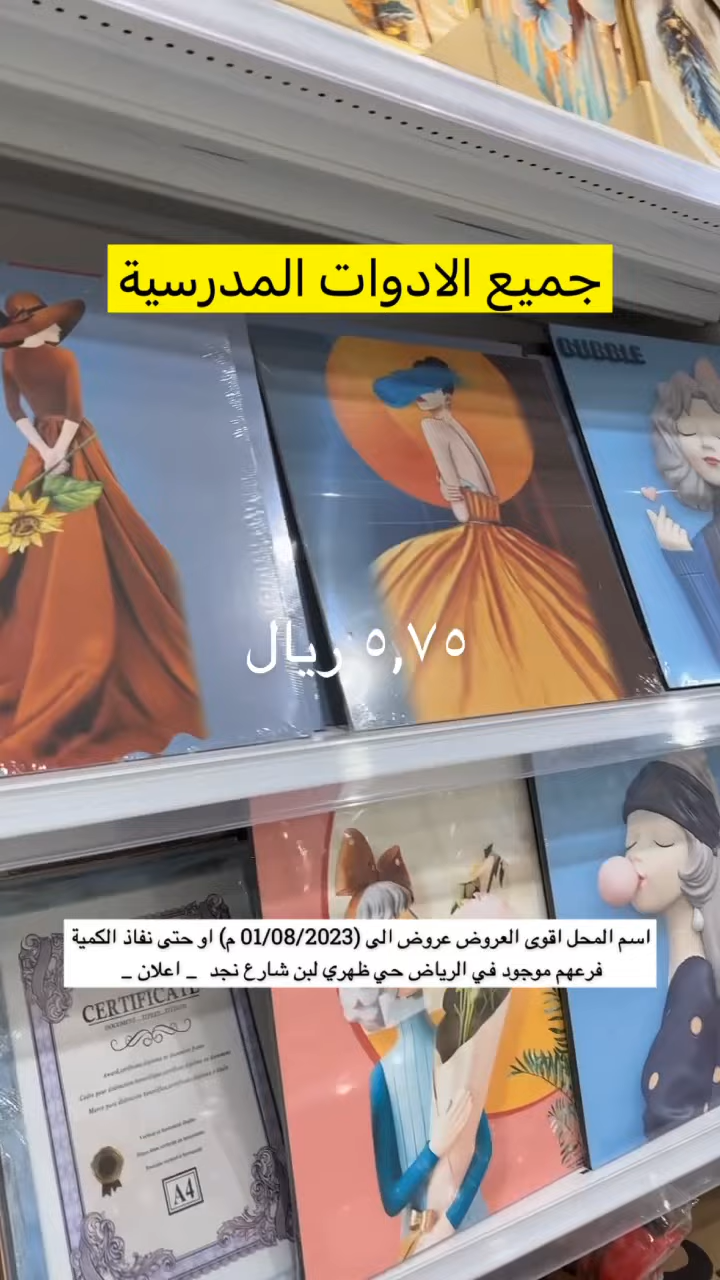 جميع الادوات المدرسية
BUBBLE
٥,٧٥ ريال
اسم المحل اقوى العروض عروض الى (01/08/2023 م) او حتى نفاذ الكمية
فرعهم موجود في الرياض حي ظهري لبن شارع نجد _ اعلان _
CERTIFICATE
A4